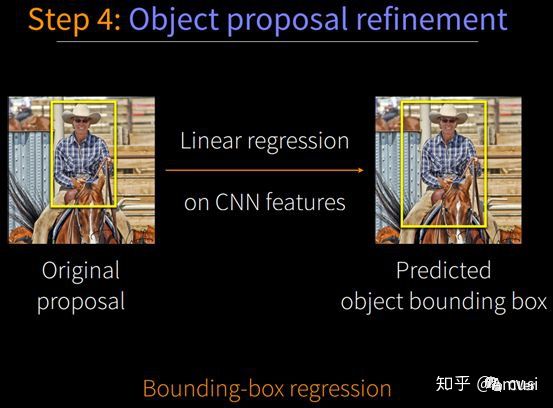 Step 4: Object proposal refinement
Linear regression
on CNN features
Original
proposal
Predicted
object bounding box
知乎 @
Bounding-box regression